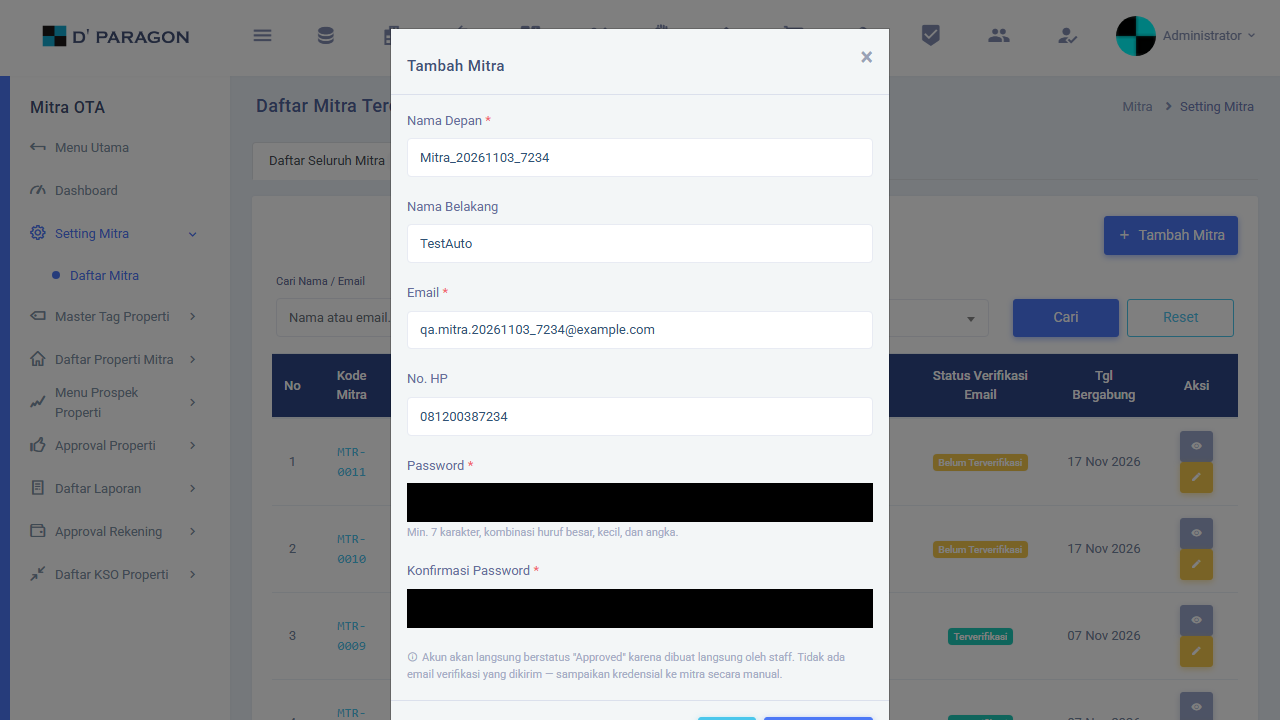 D' PARAGON
Administrator
Mitra OTA
Menu Utama
Dashboard
Setting Mitra
Daftar Mitra
Master Tag Properti
Daftar Properti Mitra
Menu Prospek
Properti
Approval Properti
Daftar Laporan
Approval Rekening
Daftar KSO Properti
Daftar Mitra
Mitra
Setting Mitra
Daftar Seluruh Mitra
+ Tambah Mitra
Cari Nama / Email
Nama atau email.
Cari
Reset
No
Kode
Mitra
Status Verifikasi
Email
Tgl
Bergabung
Aksi
1
MTR-
0011
Belum Terverifikasi
17 Nov 2026
2
MTR-
0010
Belum Terverifikasi
17 Nov 2026
3
MTR-
0009
Terverifikasi
07 Nov 2026
MTR-
Tambah Mitra
×
Nama Depan *
Mitra_20261103_7234
Nama Belakang
TestAuto
Email *
qa.mitra.20261103_7234@example.com
No. HP
081200387234
Password *
Min. 7 karakter, kombinasi huruf besar, kecil, dan angka.
Konfirmasi Password *
Akun akan langsung berstatus "Approved" karena dibuat langsung oleh staff. Tidak ada
email verifikasi yang dikirim — sampaikan kredensial ke mitra secara manual.